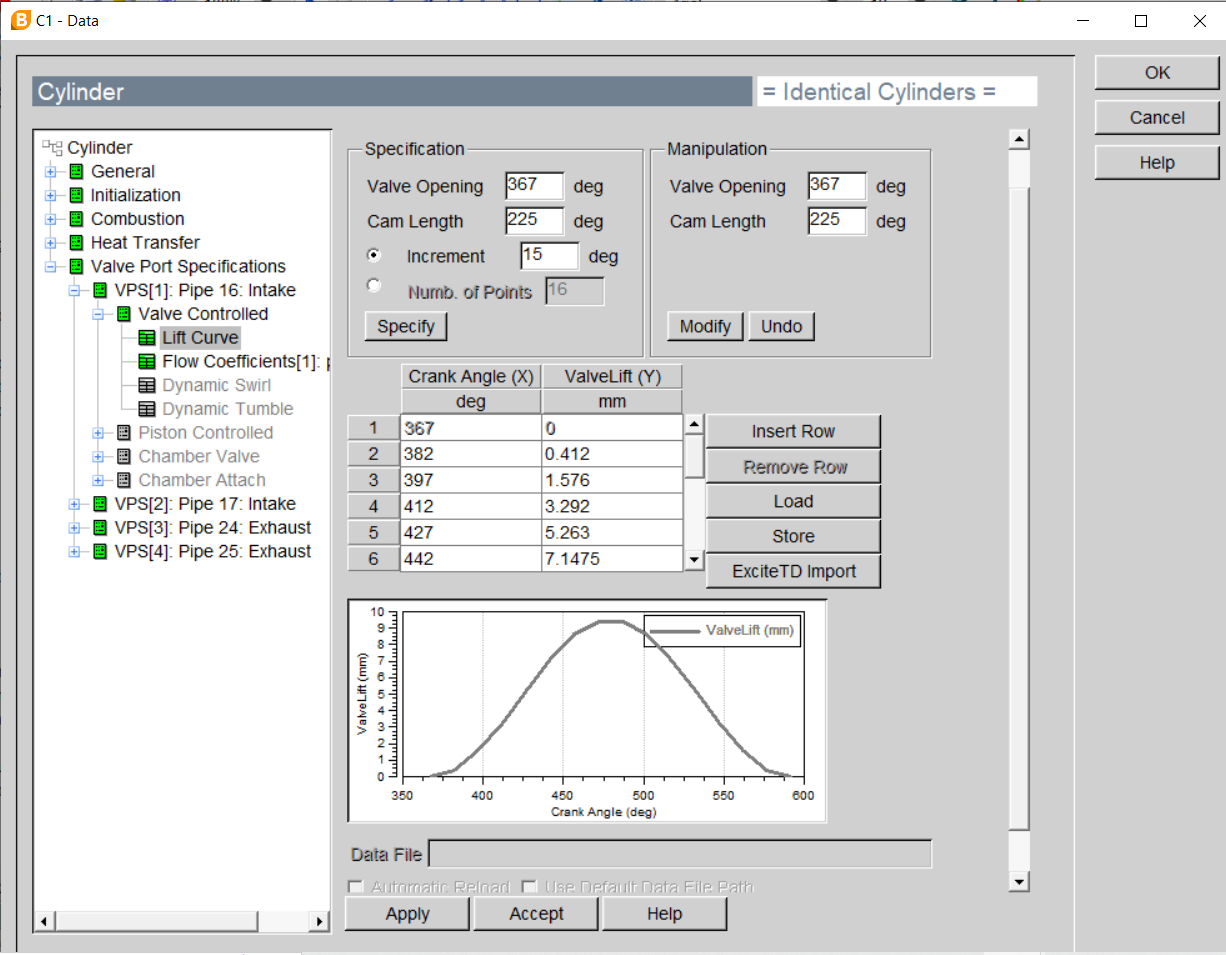 C1 - Data
OK
Cylinder
= Identical Cylinders =
Cancel
Help
Cylinder
General
Initialization
Combustion
Heat Transfer
Valve Port Specifications
VPS[1]: Pipe 16: Intake
Valve Controlled
Lift Curve
Flow Coefficients[1]:
Dynamic Swirl
Dynamic Tumble
Piston Controlled
Chamber Valve
Chamber Attach
VPS[2]: Pipe 17: Intake
VPS[3]: Pipe 24: Exhaust
VPS[4]: Pipe 25: Exhaust
Specification
Valve Opening 367 deg
Cam Length 225 deg
Increment 15 deg
Numb. of Points 16
Specify
Manipulation
Valve Opening 367 deg
Cam Length 225 deg
Modify Undo
Crank Angle (X) ValveLift (Y)
deg mm
1 367 0
2 382 0.412
3 397 1.576
4 412 3.292
5 427 5.263
6 442 7.1475
Insert Row
Remove Row
Load
Store
ExciteTD Import
ValveLift (mm)
10
9
8
7
6
5
4
3
2
1
0
ValveLift (mm)
350 400 450 500 550 600
Crank Angle (deg)
Data File
Automatic Reload Use Default Data File Path
Apply Accept Help